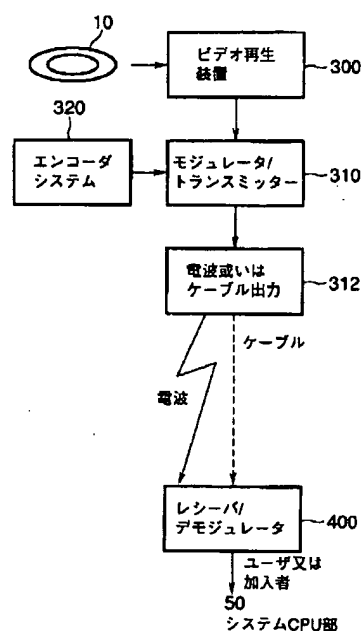 10
ビデオ再生
装置
300
320
エンコーダ
システム
モジュレータ/
トランスミッター
310
電波或いは
ケーブル出力
312
ケーブル
電波
レシーバ/
デモジュレータ
400
ユーザ又は
加入者
50
システムCPU部